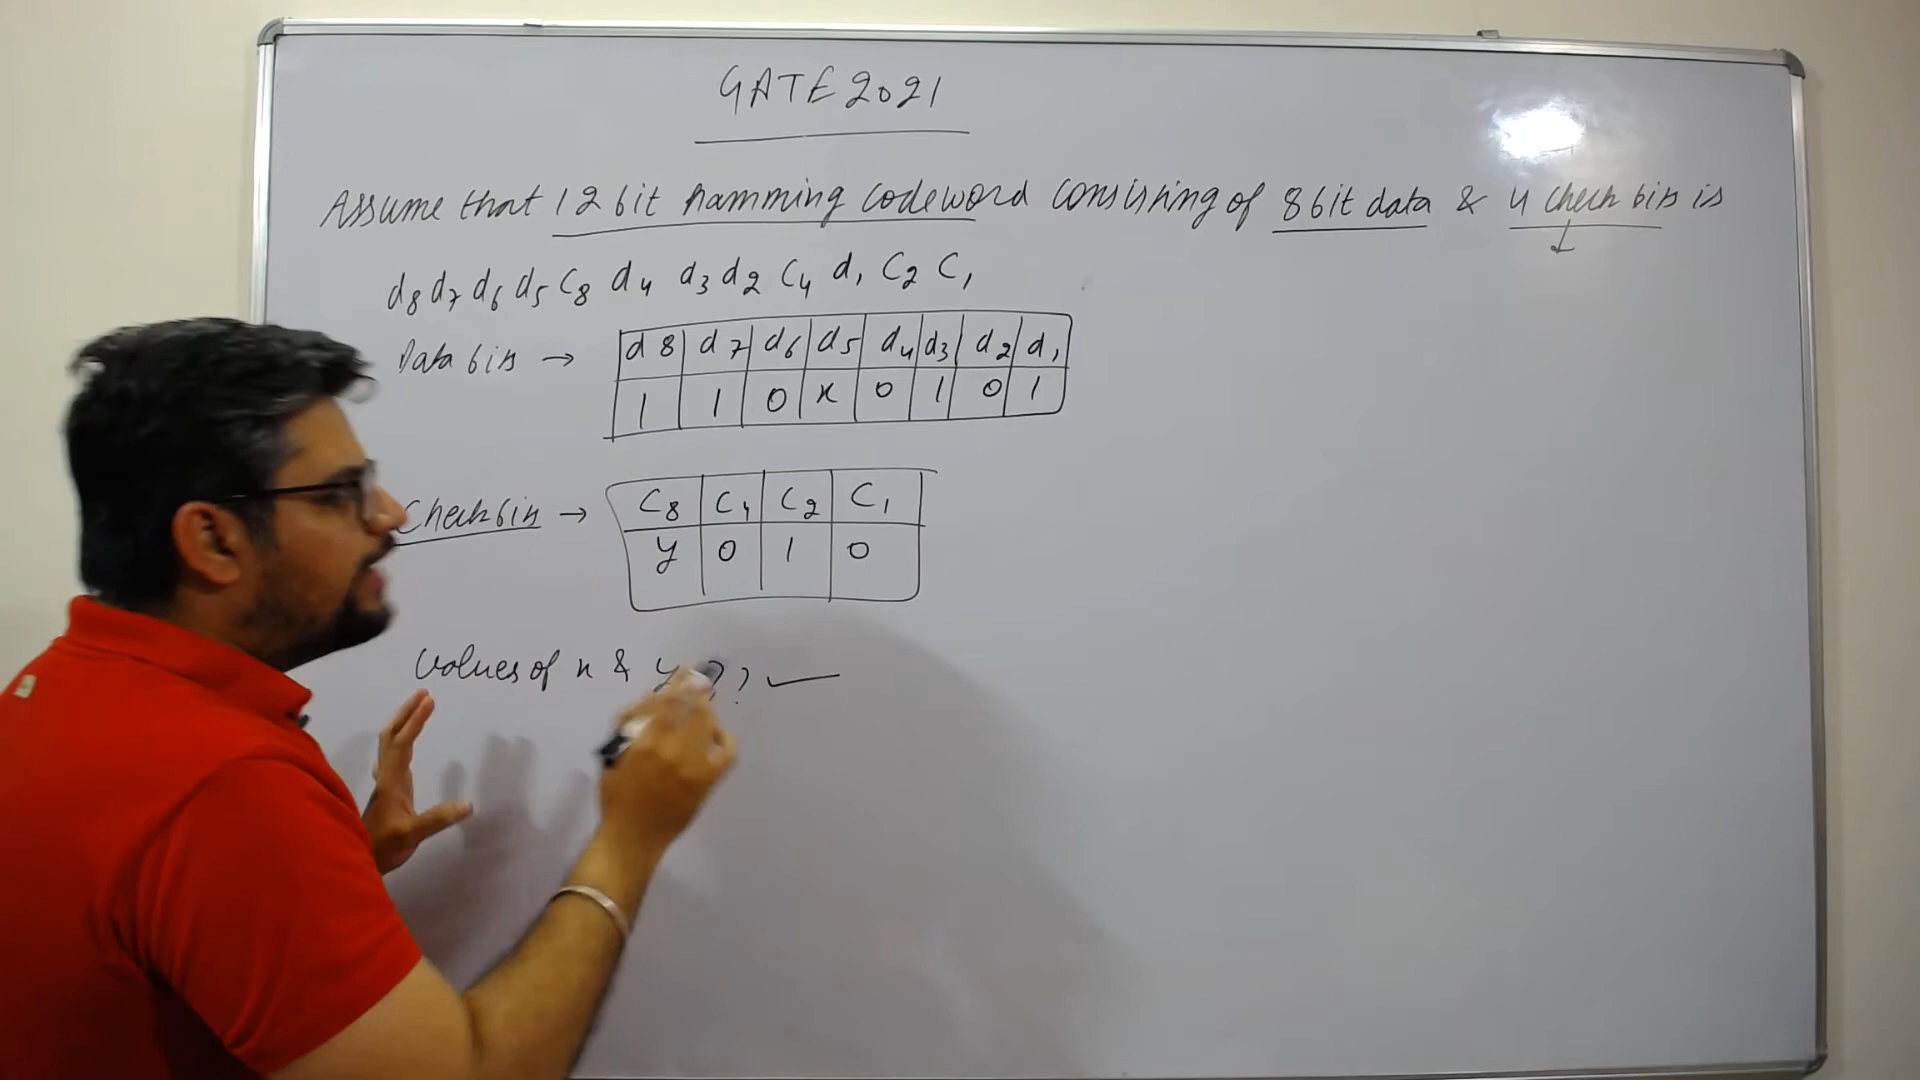 GATE 2021
Assume that 12 bit hamming codeword consisting of 8 bit data & 4 check bits is
d8 d7 d6 d5 C8 d4 d3 d2 C4 d1 C2 C1
Data bits → d8 d7 d6 d5 d4 d3 d2 d1
1 1 0 x 0 1 0 1
Check bits → C8 C4 C2 C1
y 0 1 0
Values of x & y ??